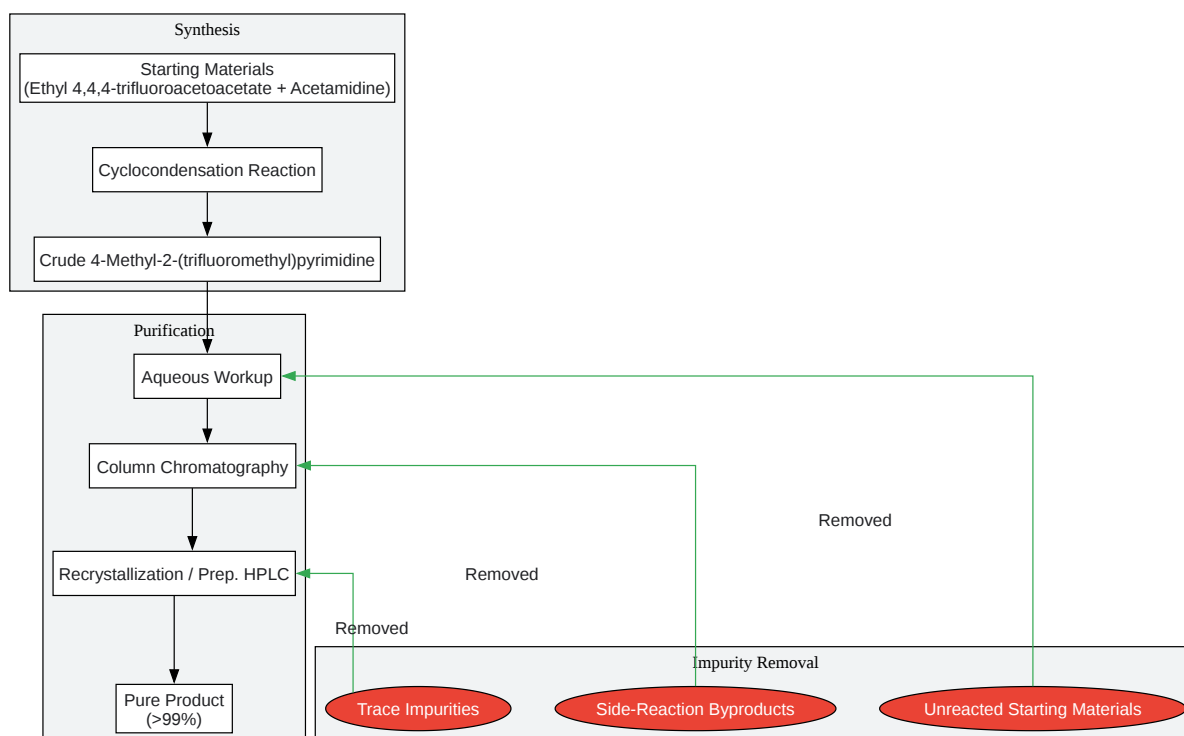 Synthesis
Starting Materials
(Ethyl 4,4,4-trifluoroacetoacetate + Acetamidine)
Cyclocondensation Reaction
Crude 4-Methyl-2-(trifluoromethyl)pyrimidine
Purification
Aqueous Workup
Column Chromatography
Removed
Recrystallization / Prep. HPLC
Removed
Removed
Impurity Removal
Pure Product
(>99%)
Trace Impurities
Side-Reaction Byproducts
Unreacted Starting Materials